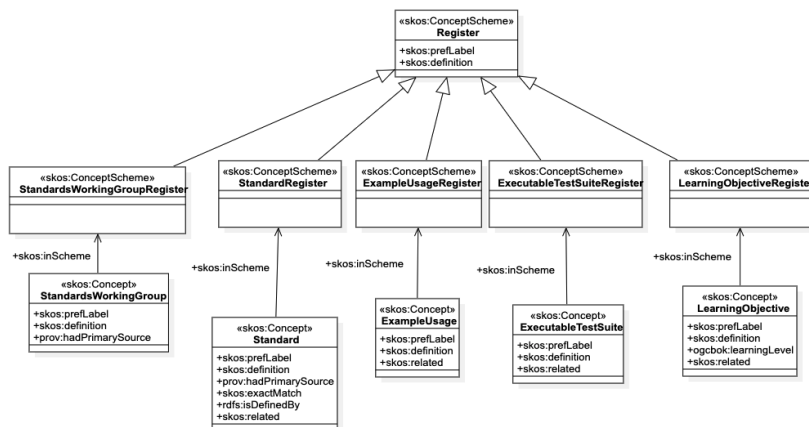 «skos:ConceptScheme»
Register
+skos:prefLabel
+skos:definition
«skos:ConceptScheme»
StandardsWorkingGroupRegister
«skos:ConceptScheme»
StandardRegister
«skos:ConceptScheme»
ExampleUsageRegister
«skos:ConceptScheme»
ExecutableTestSuiteRegister
«skos:ConceptScheme»
LearningObjectiveRegister
+skos:inScheme
+skos:inScheme
+skos:inScheme
+skos:inScheme
+skos:inScheme
«skos:Concept»
StandardsWorkingGroup
+skos:prefLabel
+skos:definition
+prov:hadPrimarySource
«skos:Concept»
Standard
+skos:prefLabel
+skos:definition
+prov:hadPrimarySource
+skos:exactMatch
+rdfs:isDefinedBy
+skos:related
«skos:Concept»
ExampleUsage
+skos:prefLabel
+skos:definition
+skos:related
«skos:Concept»
ExecutableTestSuite
+skos:prefLabel
+skos:definition
+skos:related
«skos:Concept»
LearningObjective
+skos:prefLabel
+skos:definition
+ogcbok:learningLevel
+skos:related